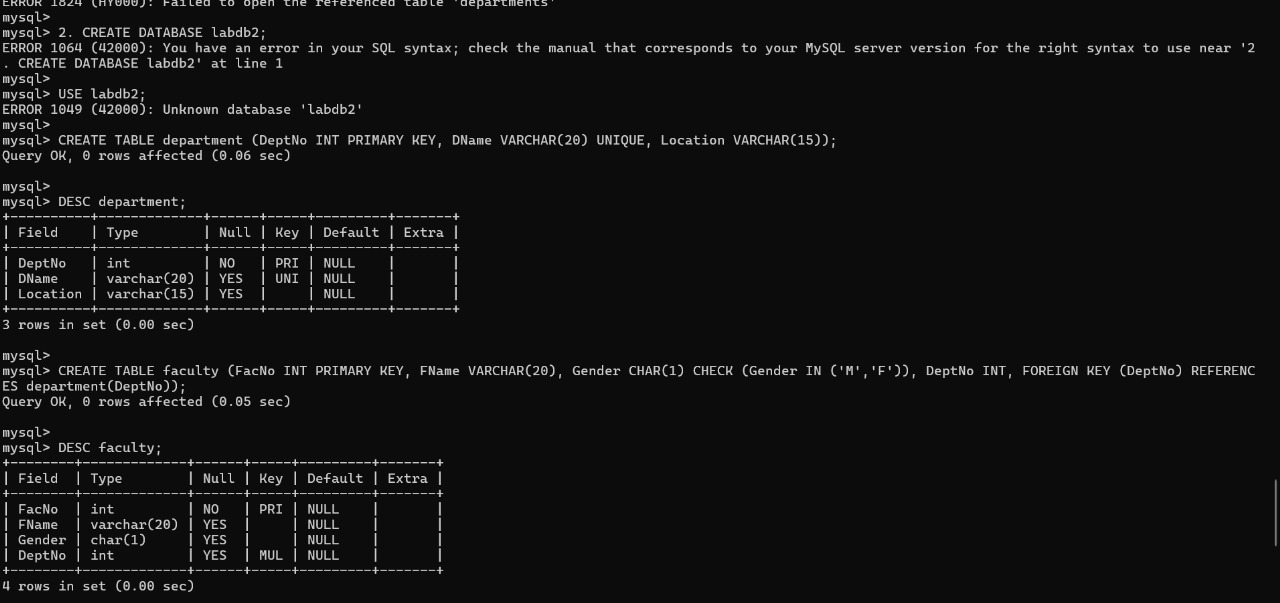 ERROR 1824 (HY000): Failed to open the referenced table 'departments'
mysql>
mysql> 2. CREATE DATABASE labdb2;
ERROR 1064 (42000): You have an error in your SQL syntax; check the manual that corresponds to your MySQL server version for the right syntax to use near '2
. CREATE DATABASE labdb2' at line 1
mysql>
mysql> USE labdb2;
ERROR 1049 (42000): Unknown database 'labdb2'
mysql>
mysql> CREATE TABLE department (DeptNo INT PRIMARY KEY, DName VARCHAR(20) UNIQUE, Location VARCHAR(15));
Query OK, 0 rows affected (0.06 sec)

mysql>
mysql> DESC department;
+----------+-------------+------+-----+---------+-------+
| Field    | Type        | Null | Key | Default | Extra |
+----------+-------------+------+-----+---------+-------+
| DeptNo   | int         | NO   | PRI | NULL    |       |
| DName    | varchar(20) | YES  | UNI | NULL    |       |
| Location | varchar(15) | YES  |     | NULL    |       |
+----------+-------------+------+-----+---------+-------+
3 rows in set (0.00 sec)

mysql>
mysql> CREATE TABLE faculty (FacNo INT PRIMARY KEY, FName VARCHAR(20), Gender CHAR(1) CHECK (Gender IN ('M','F')), DeptNo INT, FOREIGN KEY (DeptNo) REFERENC
ES department(DeptNo));
Query OK, 0 rows affected (0.05 sec)

mysql>
mysql> DESC faculty;
+--------+-------------+------+-----+---------+-------+
| Field  | Type        | Null | Key | Default | Extra |
+--------+-------------+------+-----+---------+-------+
| FacNo  | int         | NO   | PRI | NULL    |       |
| FName  | varchar(20) | YES  |     | NULL    |       |
| Gender | char(1)     | YES  |     | NULL    |       |
| DeptNo | int         | YES  | MUL | NULL    |       |
+--------+-------------+------+-----+---------+-------+
4 rows in set (0.00 sec)